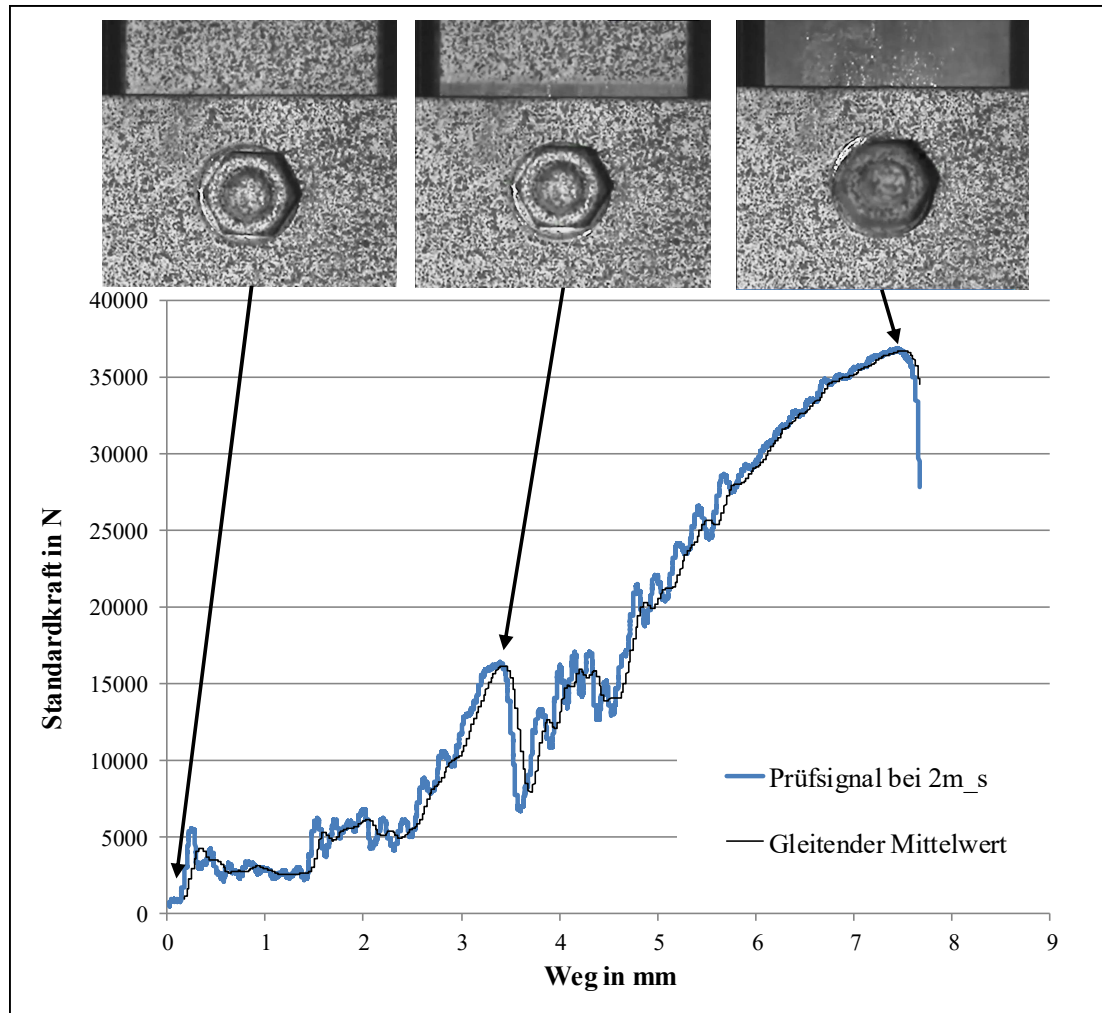 40000
35000
30000
25000
20000
15000
10000
5000
0
Standardkraft in N
Prüfsignal bei 2m_s
Gleitender Mittelwert
0 1 2 3 4 5 6 7 8 9
Weg in mm